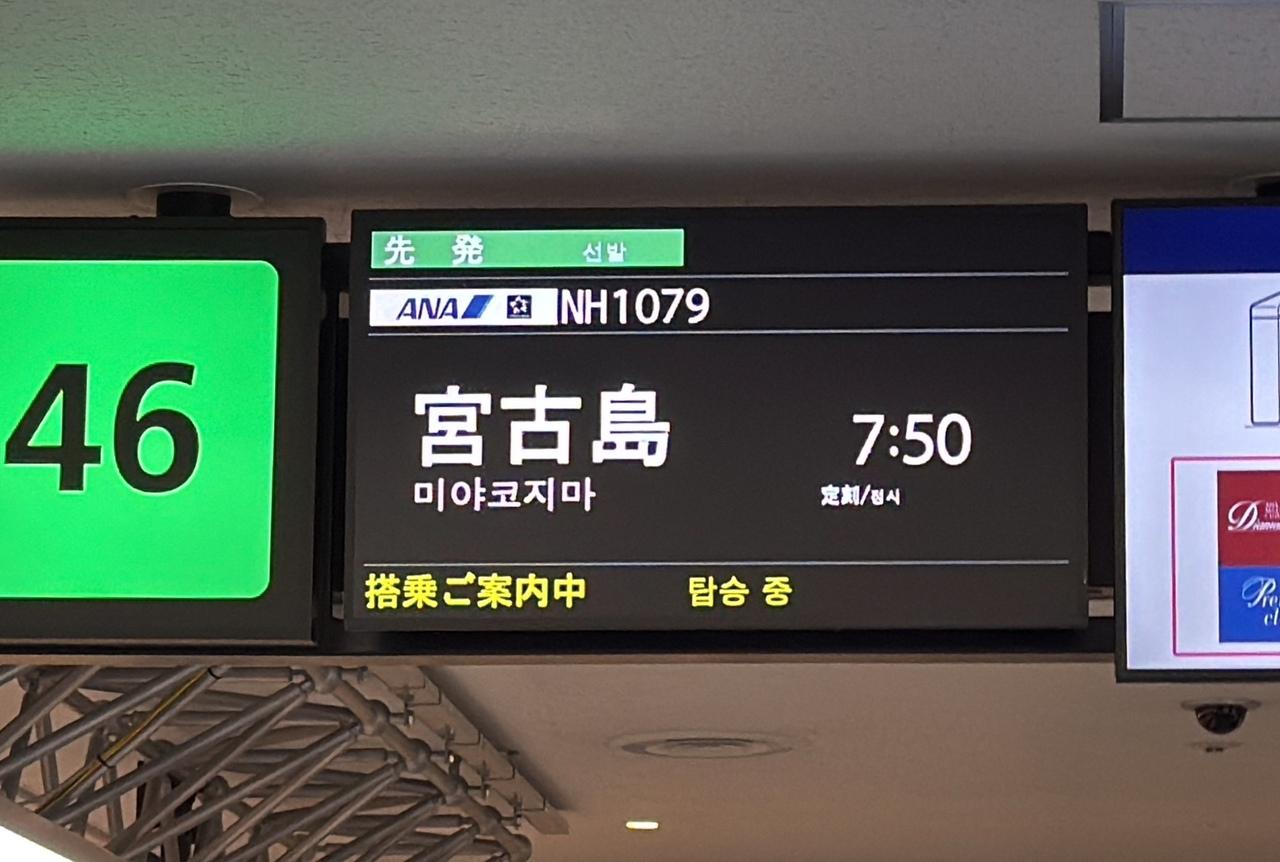 46
先 発 선발
ANA NH1079
宮古島 7:50
미야코지마 定刻/정시
搭乗ご案内中 탑승 중